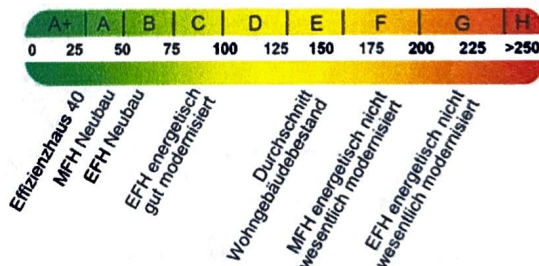 A+ A B C D E F G H
0 25 50 75 100 125 150 175 200 225 >250
Effizienzhaus 40
MFH Neubau
EFH Neubau
EFH energetisch
gut modernisiert
Durchschnitt
Wohngebäudebestand
MFH energetisch nicht
wesentlich modernisiert
EFH energetisch nicht
wesentlich modernisiert